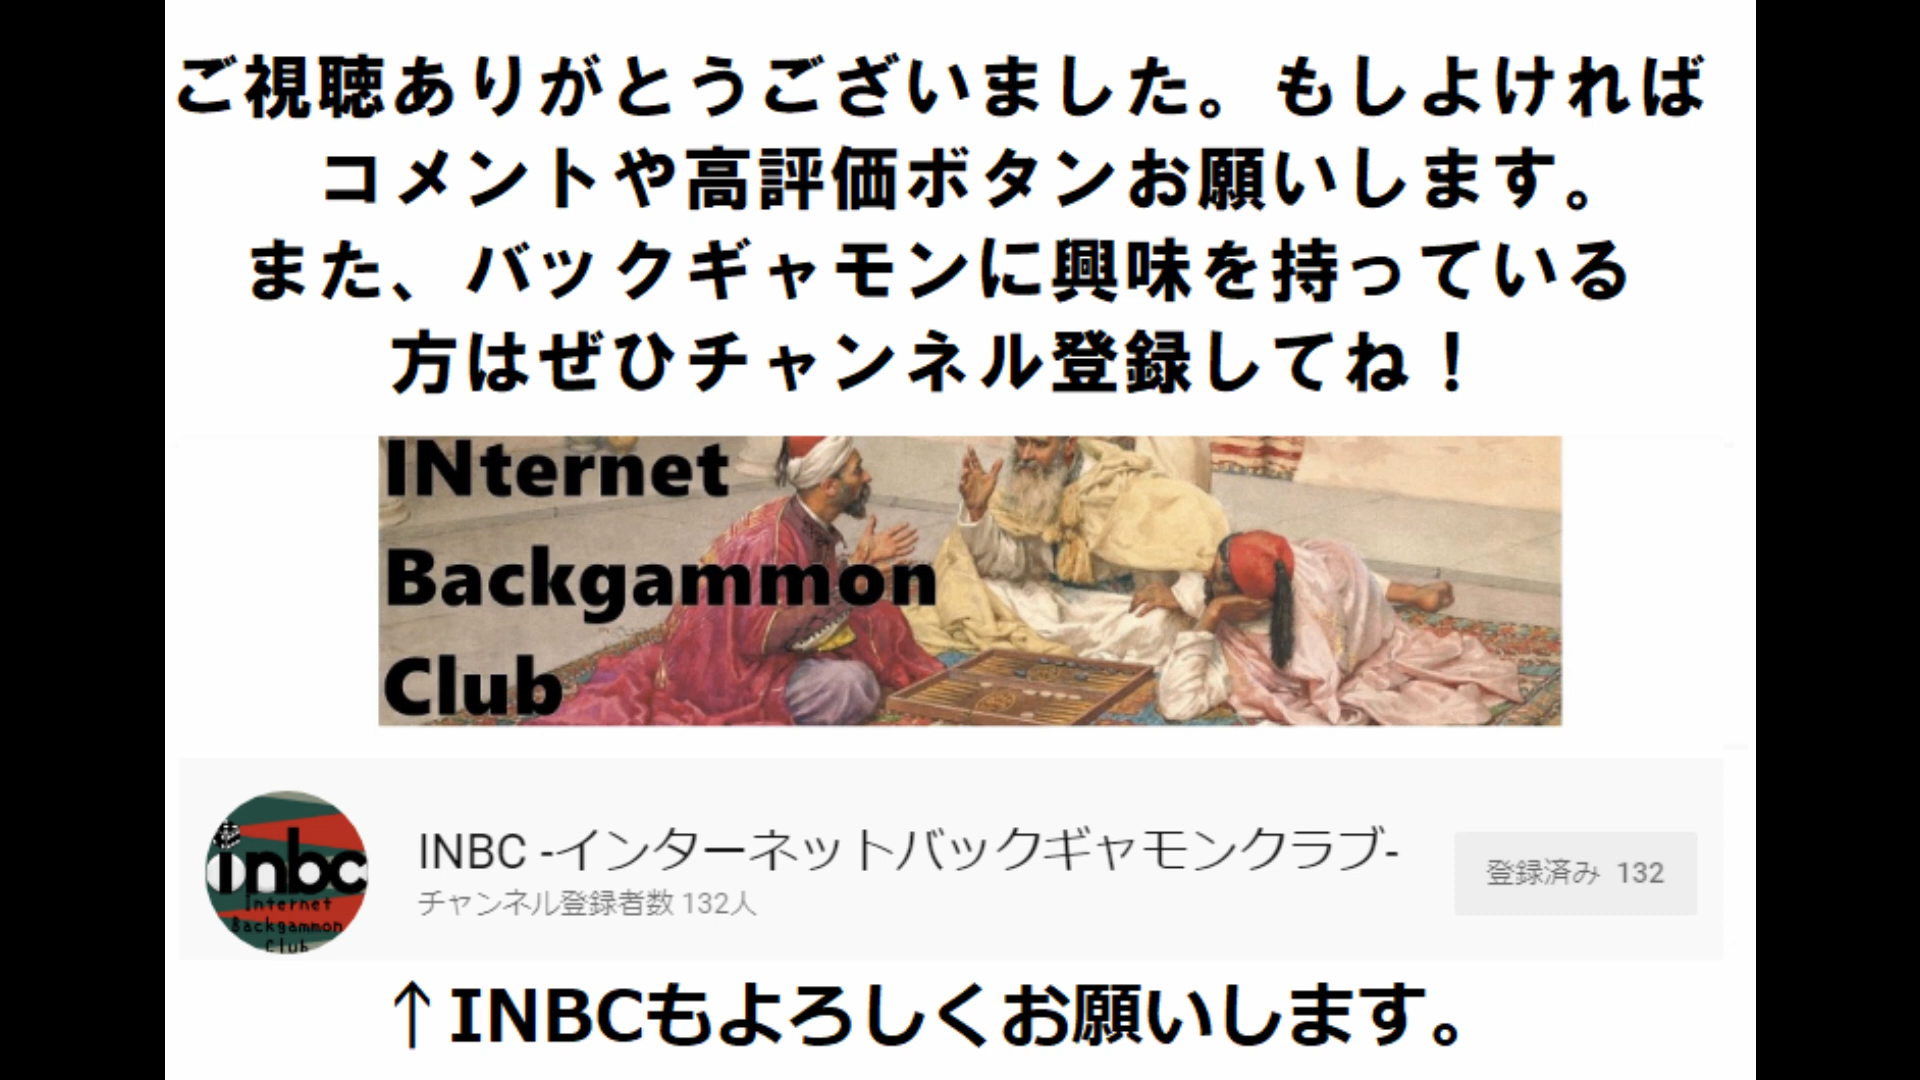 ご視聴ありがとうございました。もしよければ
コメントや高評価ボタンお願いします。
また、バックギャモンに興味を持っている
方はぜひチャンネル登録してね！
INternet
Backgammon
Club
inbc
Internet
Backgammon
Club
INBC -インターネットバックギャモンクラブ-
チャンネル登録者数 132人
登録済み 132
↑INBCもよろしくお願いします。